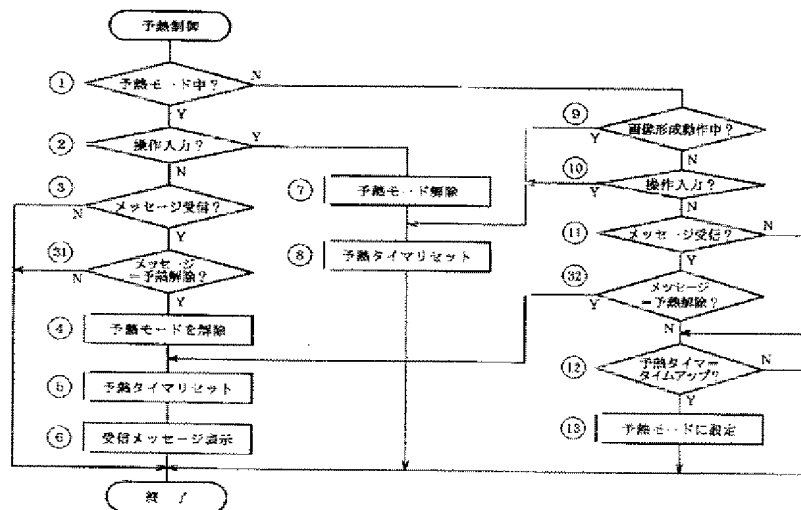 予熱制御
① 予熱モード中? N
Y
② 操作入力? Y
N
③ メッセージ受信?
N Y
㉛ メッセージ
=予熱解除?
N Y
④ 予熱モードを解除
⑤ 予熱タイマリセット
⑥ 受信メッセージ表示
終了
⑦ 予熱モード解除
⑧ 予熱タイマリセット
⑨ 画像形成動作中?
Y N
⑩ 操作入力?
Y N
⑪ メッセージ受信? N
Y
㉜ メッセージ
=予熱解除?
Y N
⑫ 予熱タイマ=
タイムアップ? N
Y
⑬ 予熱モードに設定